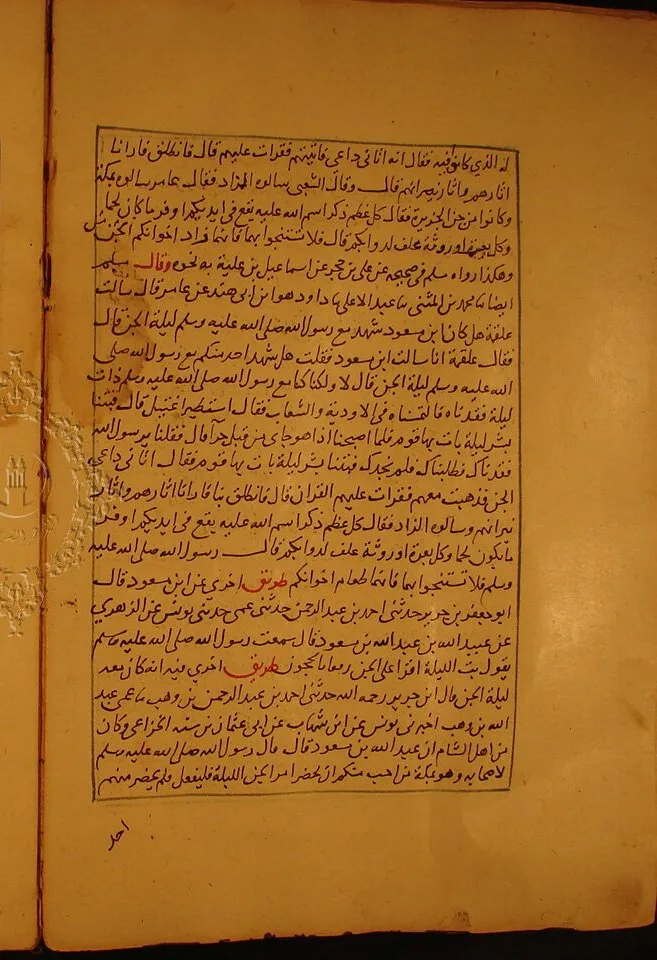 له الذي كانو فيه فقال انه اتاني داعي فاتيتهم فقرات عليهم قال فانطلق فارانا
اثارهم واثار نيرانهم قال وقال الشعبي سالوه الزاد فقال عامر سالوه بمكة
وكانوا من جن الجزيرة فقال كل عظم ذكر اسم الله عليه يقع في ايديكم اوفر ما كان لحما
وكل بعرة او روثة علف لدوابكم قال فلا تستنجوا بهما فانهما زاد اخوانكم الجن
وهكذا رواه مسلم في صحيحه عن علي بن حجر عن اسماعيل بن علية به نحوه وقال مسلم
ايضا ثنا محمد بن المثنى ثنا عبد الاعلى ثنا داود هو ابن ابي هند عن عامر قال سالت
علقمة هل كان ابن مسعود شهد مع رسول الله صلى الله عليه وسلم ليلة الجن قال
فقال علقمة انا سالت ابن مسعود فقلت هل شهد احد منكم مع رسول الله صلى
الله عليه وسلم ليلة الجن قال لا ولكنا كنا مع رسول الله صلى الله عليه وسلم ذات
ليلة ففقدناه فالتمسناه في الاودية والشعاب فقال استطير اغتيل قال فبتنا
بشر ليلة بات بها قوم فلما اصبحنا اذا هو جاي من قبل حرآ قال فقلنا يرسول الله
فقدناك فطلبناك فلم نجدك فبتنا بشر ليلة بات بها قوم فقال اتاني داعي
الجن فذهبت معهم فقرات عليهم القران قال فانطلق بنا فارانا اثارهم واثار
نيرانهم وسالوه الزاد فقال كل عظم ذكر اسم الله عليه يقع في ايديكم اوفر
مايكون لحما وكل بعرة او روثة علف لدوابكم قال رسول الله صلى الله عليه
وسلم فلا تستنجوا بهما فانهما طعام اخوانكم طريق اخرى عن ابن مسعود قال
ابو جعفر بن جرير حدثني احمد بن عبد الرحمن حدثني عمي حدثني يونس عن الزهري
عن عبيد الله بن عبد الله بن مسعود قال سمعت رسول الله صلى الله عليه وسلم
يقول بت الليلة اقرا على الجن ربعا بالحجون طريق اخرى فيه انه كان معه
ليلة الجن قال ابن جرير رحمه الله حدثني احمد بن عبد الرحمن بن وهب ثنا عمي عبد
الله بن وهب اخبرني يونس عن ابن شهاب عن ابي عثمان بن سنه الخزاعي وكان
من اهل الشام ان عبد الله بن مسعود قال قال رسول الله صلى الله عليه وسلم
لاصحابه وهو بمكة من احب منكم ان يحضر امر الجن الليلة فليفعل فلم يحضر منهم
احد